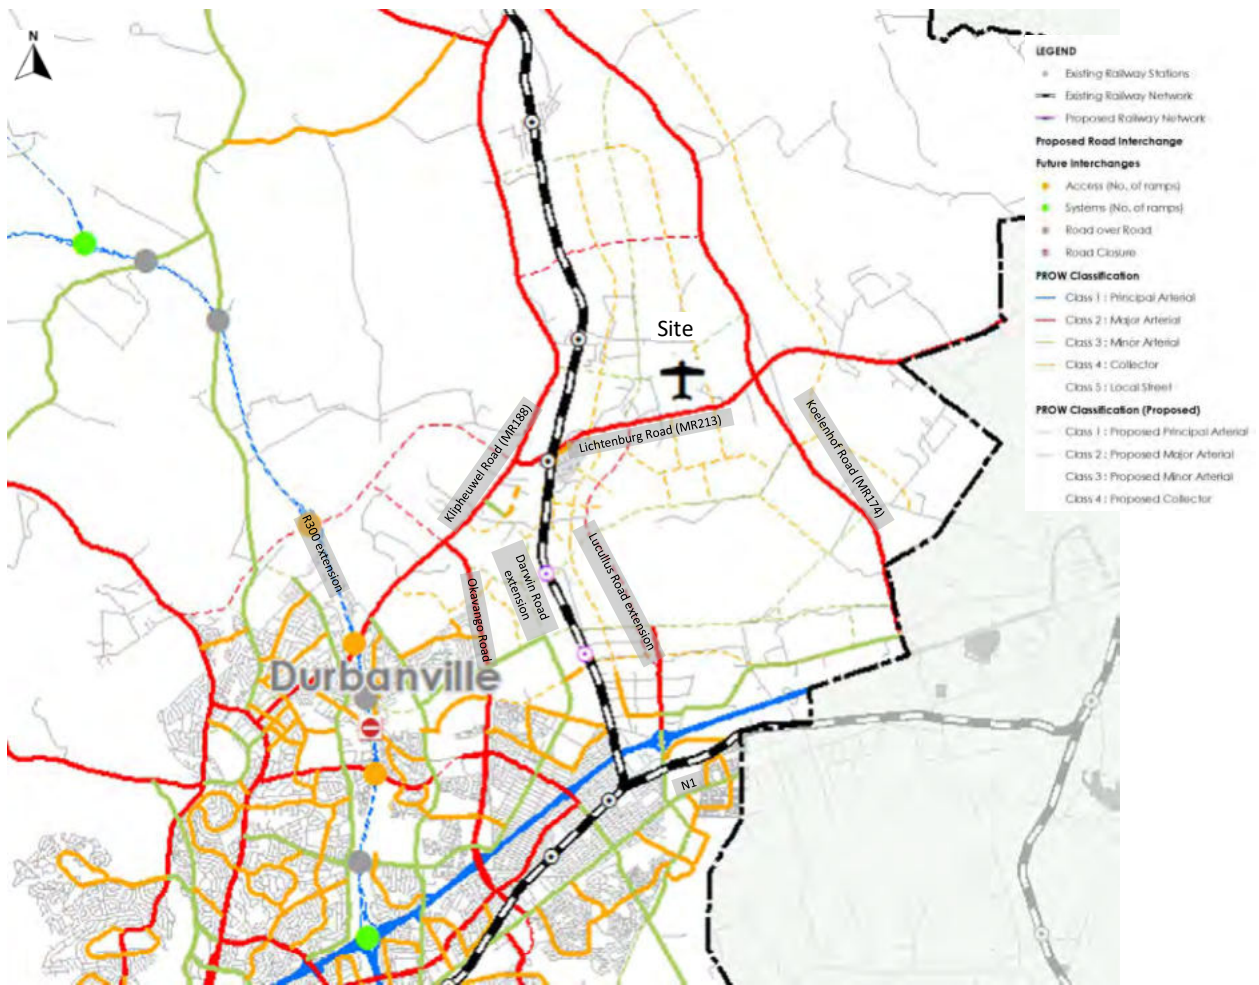 N
LEGEND
Existing Railway Stations
Existing Railway Network
Proposed Railway Network
Proposed Road Interchange
Future Interchanges
Access (No. of ramps)
Systems (No. of ramps)
Road over Road
Road Closure
PROW Classification
Class 1 : Principal Arterial
Class 2 : Major Arterial
Class 3 : Minor Arterial
Class 4 : Collector
Class 5 : Local Street
PROW Classification (Proposed)
Class 1 : Proposed Principal Arterial
Class 2 : Proposed Major Arterial
Class 3 : Proposed Minor Arterial
Class 4 : Proposed Collector
Site
Klipheuwel Road (MR188)
Lichtenburg Road (MR213)
Koelenhof Road (MR174)
R300 extension
Okavango Road
Darwin Road
extension
Lucullus Road extension
Durbanville
N1